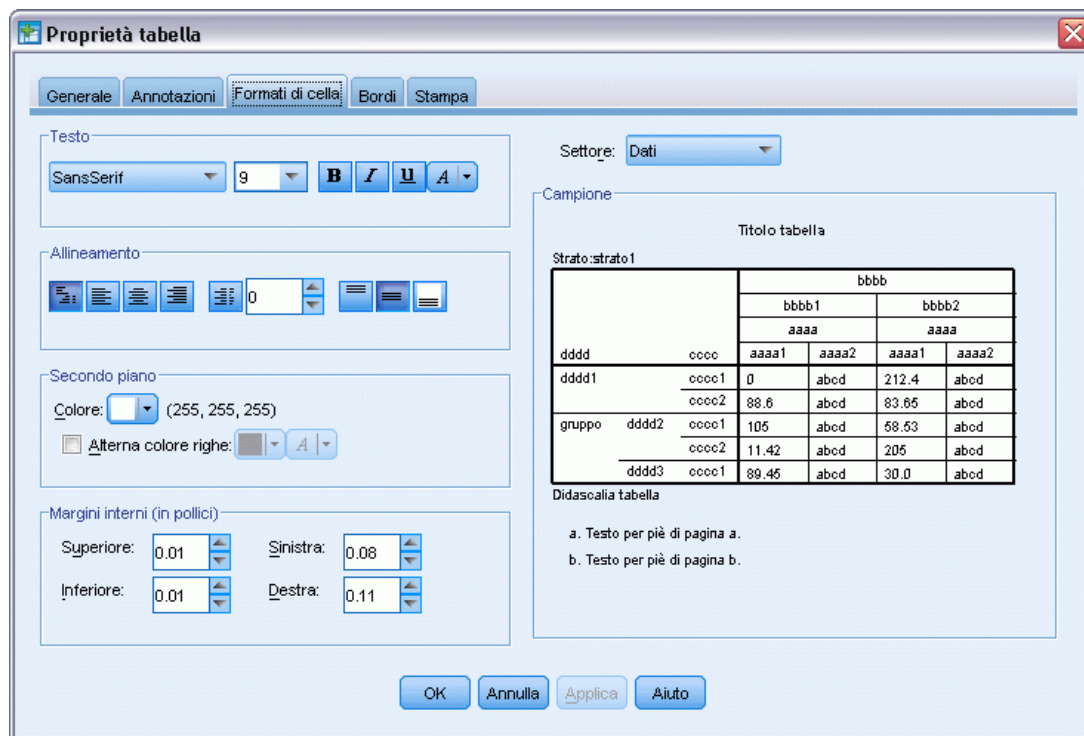 Proprietà tabella
Generale Annotazioni Formati di cella Bordi Stampa
Testo
SansSerif 9 B I U A
Allineamento
0
Secondo piano
Colore: (255, 255, 255)
Alterna colore righe: A
Margini interni (in pollici)
Superiore: 0.01 Sinistra: 0.08
Inferiore: 0.01 Destra: 0.11
Settore: Dati
Campione
Titolo tabella
Strato:strato1
bbbb
bbbb1 bbbb2
aaaa aaaa
dddd cccc aaaa1 aaaa2 aaaa1 aaaa2
dddd1 cccc1 0 abcd 212.4 abcd
cccc2 88.6 abcd 83.65 abcd
gruppo dddd2 cccc1 105 abcd 58.53 abcd
cccc2 11.42 abcd 205 abcd
dddd3 cccc1 89.45 abcd 30.0 abcd
Didascalia tabella
a. Testo per piè di pagina a.
b. Testo per piè di pagina b.
OK Annulla Applica Aiuto